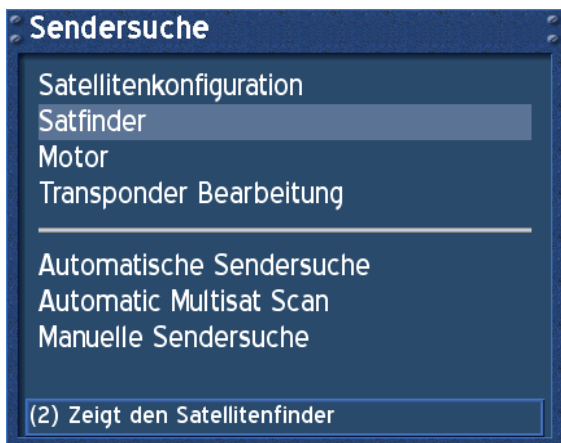 Sendersuche
Satellitenkonfiguration
Satfinder
Motor
Transponder Bearbeitung
Automatische Sendersuche
Automatic Multisat Scan
Manuelle Sendersuche
(2) Zeigt den Satellitenfinder